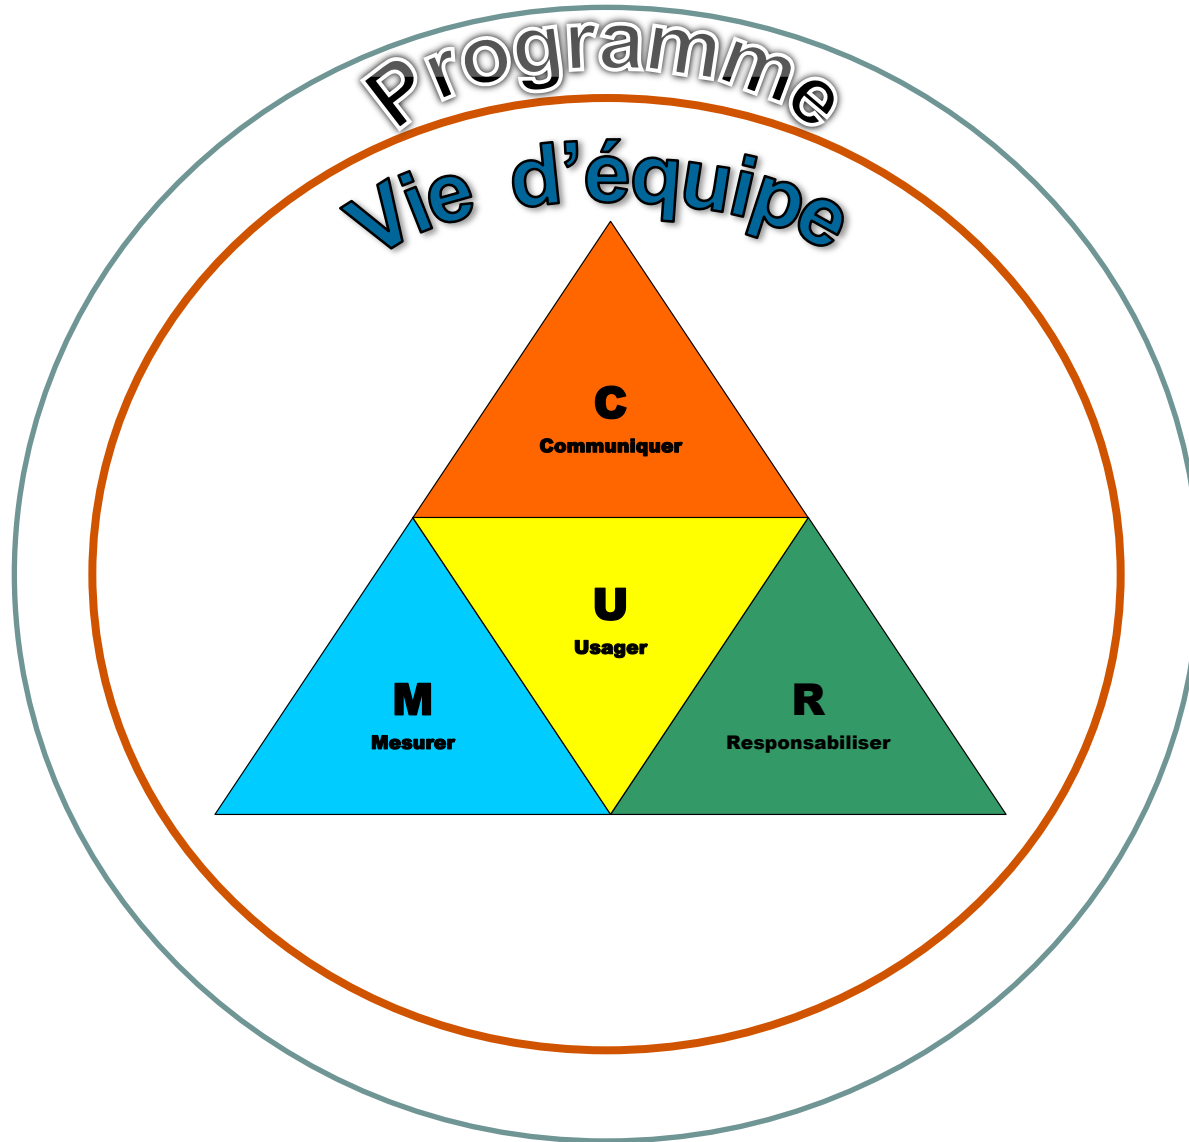 Programme
Vie d’équipe
C
Communiquer
U
Usager
M
Mesurer
R
Responsabiliser